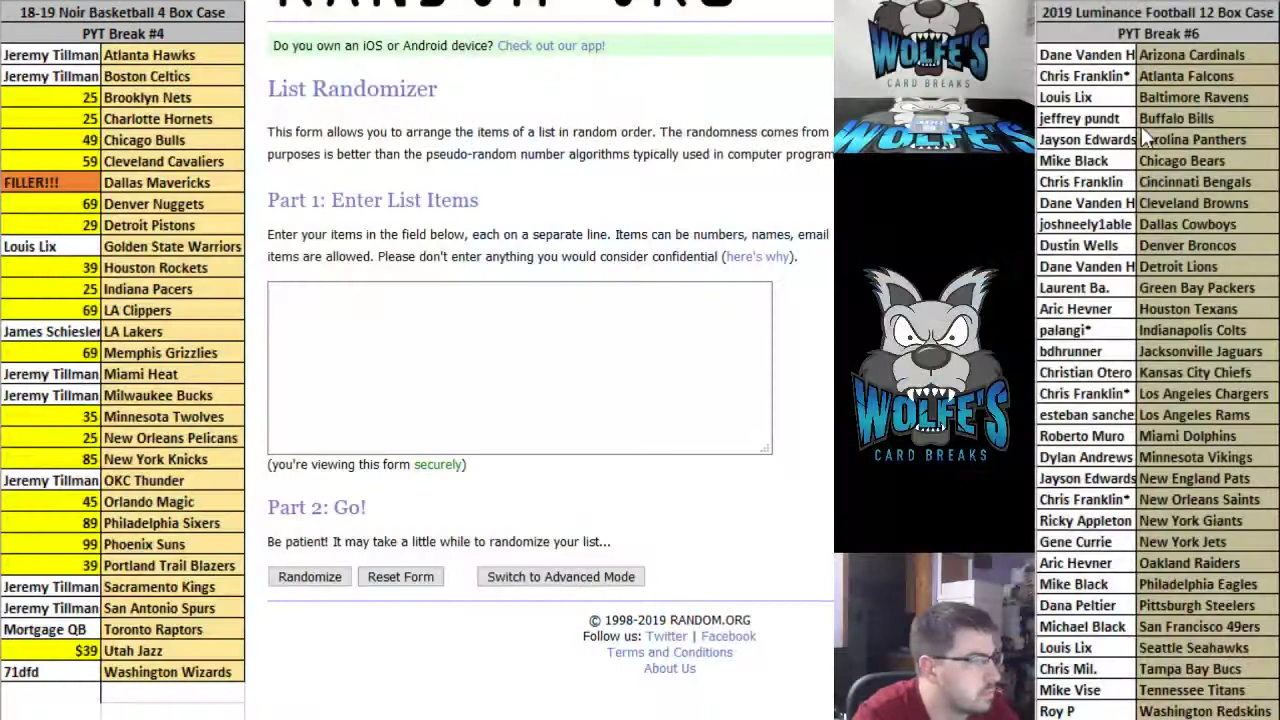 18-19 Noir Basketball 4 Box Case
PYT Break #4
Jeremy Tillman Atlanta Hawks
Jeremy Tillman Boston Celtics
25 Brooklyn Nets
25 Charlotte Hornets
49 Chicago Bulls
59 Cleveland Cavaliers
FILLER!!! Dallas Mavericks
69 Denver Nuggets
29 Detroit Pistons
Louis Lix Golden State Warriors
39 Houston Rockets
25 Indiana Pacers
69 LA Clippers
James Schiesler LA Lakers
69 Memphis Grizzlies
Jeremy Tillman Miami Heat
Jeremy Tillman Milwaukee Bucks
35 Minnesota Twolves
25 New Orleans Pelicans
85 New York Knicks
Jeremy Tillman OKC Thunder
45 Orlando Magic
89 Philadelphia Sixers
99 Phoenix Suns
39 Portland Trail Blazers
Jeremy Tillman Sacramento Kings
Jeremy Tillman San Antonio Spurs
Mortgage QB Toronto Raptors
$39 Utah Jazz
71dfd Washington Wizards
Do you own an iOS or Android device? Check out our app!
List Randomizer
This form allows you to arrange the items of a list in random order. The randomness comes from
purposes is better than the pseudo-random number algorithms typically used in computer program
Part 1: Enter List Items
Enter your items in the field below, each on a separate line. Items can be numbers, names, email
items are allowed. Please don't enter anything you would consider confidential (here's why).
(you're viewing this form securely)
Part 2: Go!
Be patient! It may take a little while to randomize your list...
Randomize Reset Form Switch to Advanced Mode
© 1998-2019 RANDOM.ORG
Follow us: Twitter | Facebook
Terms and Conditions
About Us
WOLFE'S
CARD BREAKS
WOLFE'S
CARD BREAKS
2019 Luminance Football 12 Box Case
PYT Break #6
Dane Vanden H Arizona Cardinals
Chris Franklin* Atlanta Falcons
Louis Lix Baltimore Ravens
jeffrey pundt Buffalo Bills
Jayson Edwards rolina Panthers
Mike Black Chicago Bears
Chris Franklin Cincinnati Bengals
Dane Vanden H Cleveland Browns
joshneely1able Dallas Cowboys
Dustin Wells Denver Broncos
Dane Vanden H Detroit Lions
Laurent Ba. Green Bay Packers
Aric Hevner Houston Texans
palangi* Indianapolis Colts
bdhrunner Jacksonville Jaguars
Christian Otero Kansas City Chiefs
Chris Franklin* Los Angeles Chargers
esteban sanche Los Angeles Rams
Roberto Muro Miami Dolphins
Dylan Andrews Minnesota Vikings
Jayson Edwards New England Pats
Chris Franklin* New Orleans Saints
Ricky Appleton New York Giants
Gene Currie New York Jets
Aric Hevner Oakland Raiders
Mike Black Philadelphia Eagles
Dana Peltier Pittsburgh Steelers
Michael Black San Francisco 49ers
Louis Lix Seattle Seahawks
Chris Mil. Tampa Bay Bucs
Mike Vise Tennessee Titans
Roy P Washington Redskins